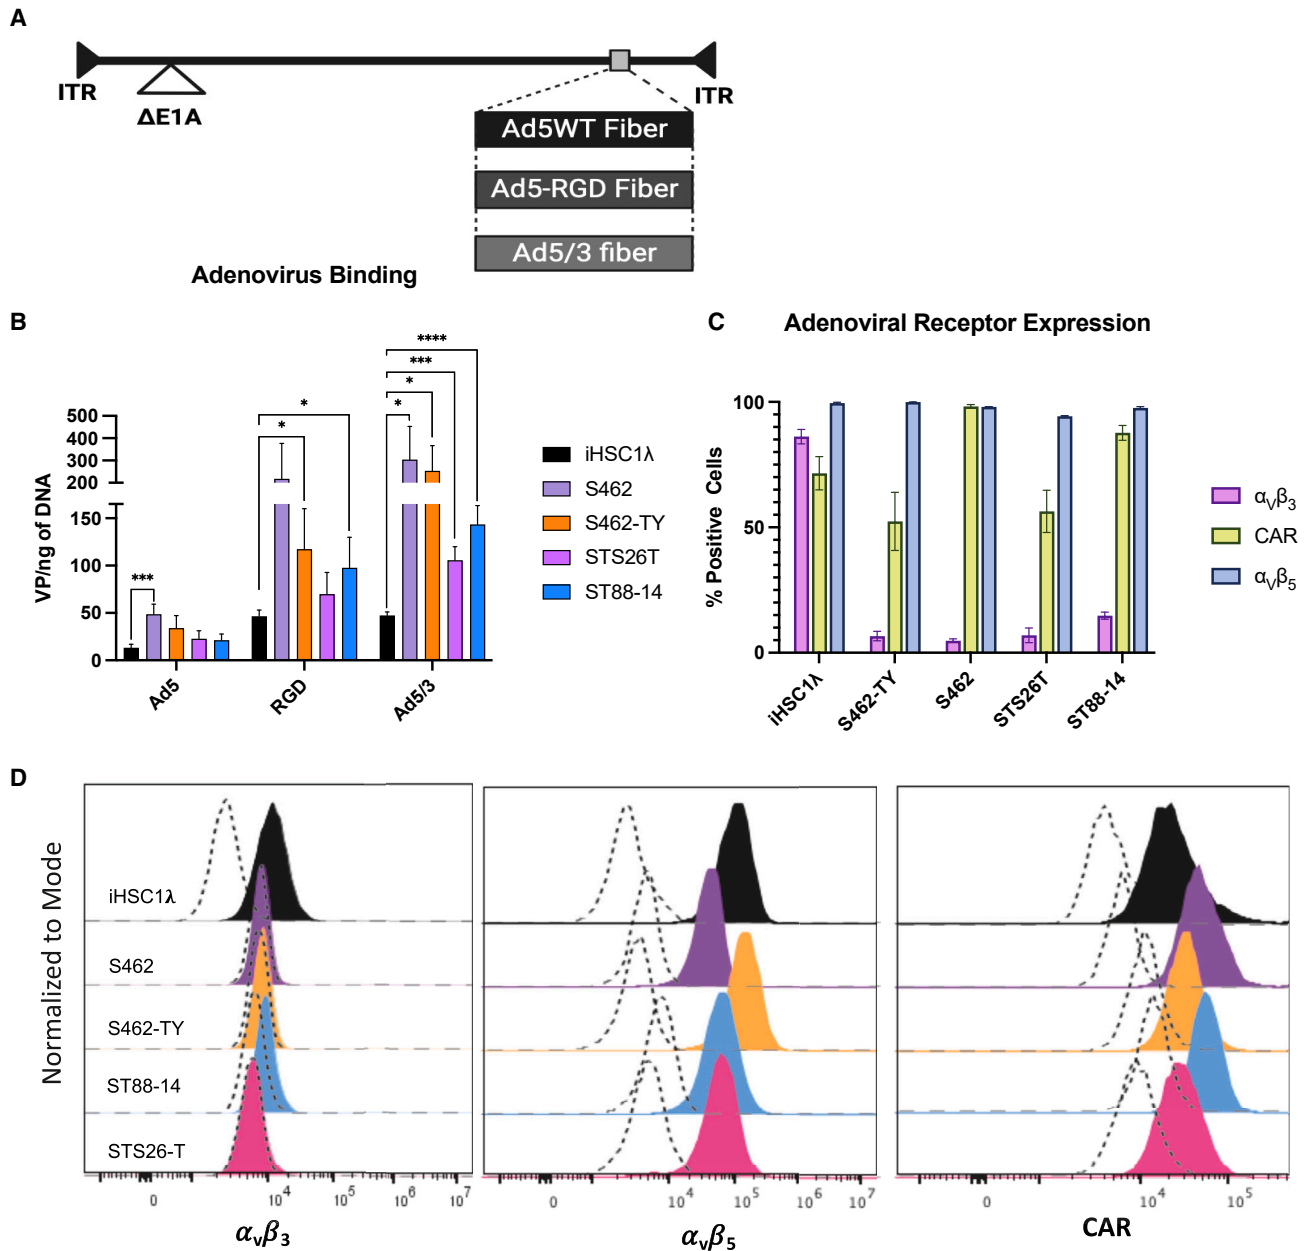 A
ITR
ΔE1A
ITR
Ad5WT Fiber
Ad5-RGD Fiber
Ad5/3 fiber
Adenovirus Binding
B
VP/ng of DNA
500
400
300
200
150
100
50
0
***
*
*
*
*
***
****
Ad5
RGD
Ad5/3
iHSC1λ
S462
S462-TY
STS26T
ST88-14
C
Adenoviral Receptor Expression
% Positive Cells
100
50
0
iHSC1λ
S462-TY
S462
STS26T
ST88-14
αVβ3
CAR
αVβ5
D
Normalized to Mode
iHSC1λ
S462
S462-TY
ST88-14
STS26-T
0 10^4 10^5 10^6 10^7
αvβ3
0 10^4 10^5 10^6 10^7
αvβ5
0 10^4 10^5
CAR